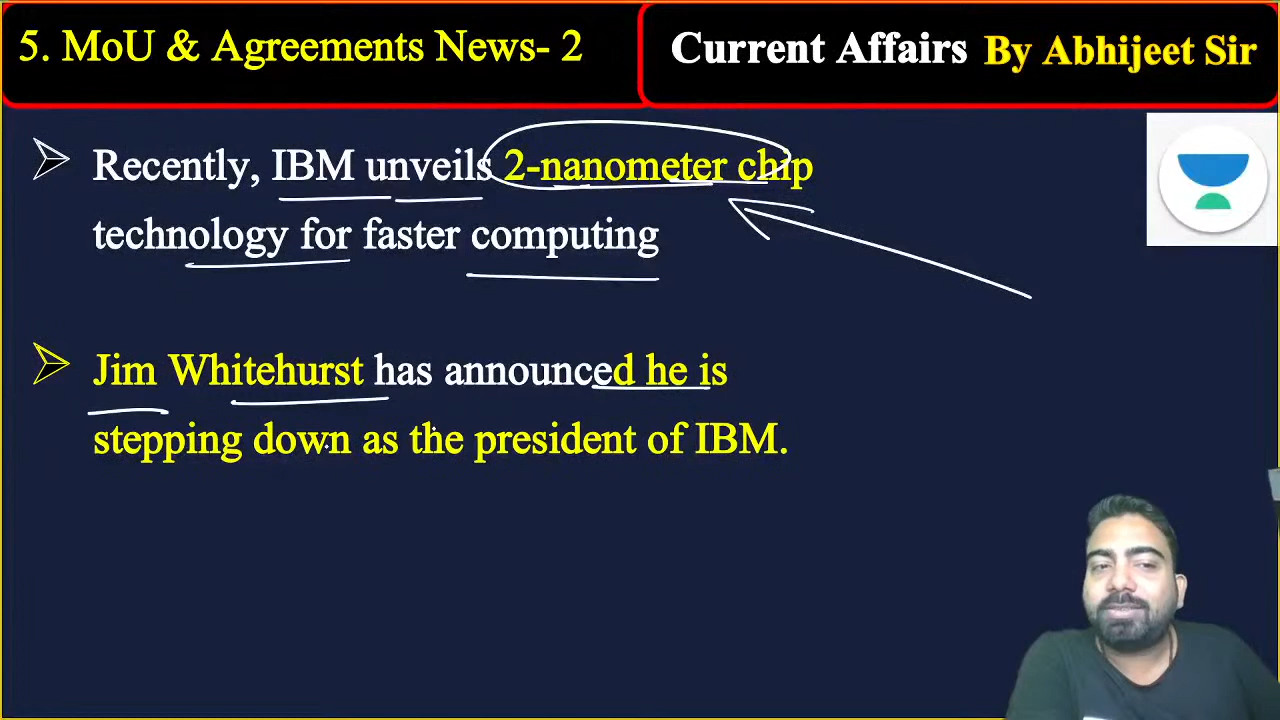 5. MoU & Agreements News- 2
Current Affairs By Abhijeet Sir
Recently, IBM unveils 2-nanometer chip
technology for faster computing
Jim Whitehurst has announced he is
stepping down as the president of IBM.